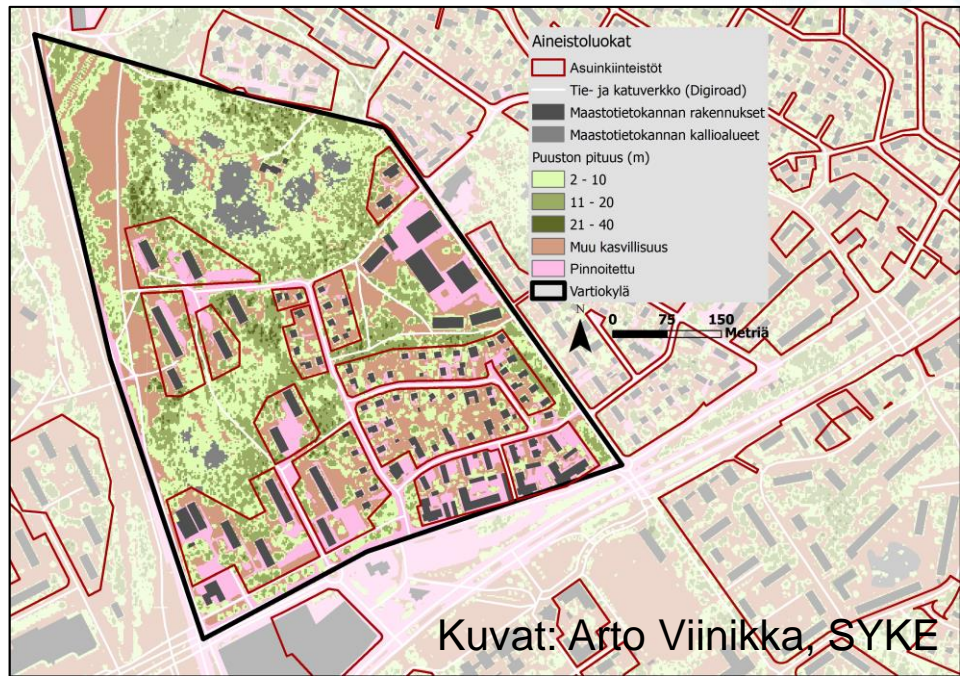 Aineistoluokat
Asuinkiinteistöt
Tie- ja katuverkko (Digiroad)
Maastotietokannan rakennukset
Maastotietokannan kallioalueet
Puuston pituus (m)
2 - 10
11 - 20
21 - 40
Muu kasvillisuus
Pinnoitettu
Vartiokylä
N
0 75 150
Metriä
Kuvat: Arto Viinikka, SYKE